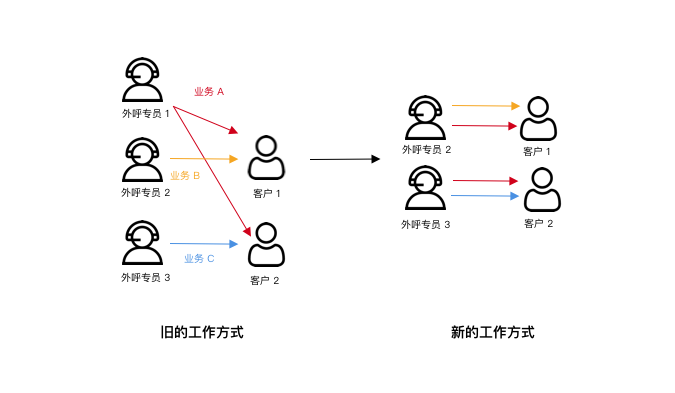 业务 A
外呼专员 1
业务 B
外呼专员 2
客户 1
业务 C
外呼专员 3
客户 2
旧的工作方式
外呼专员 2
客户 1
外呼专员 3
客户 2
新的工作方式